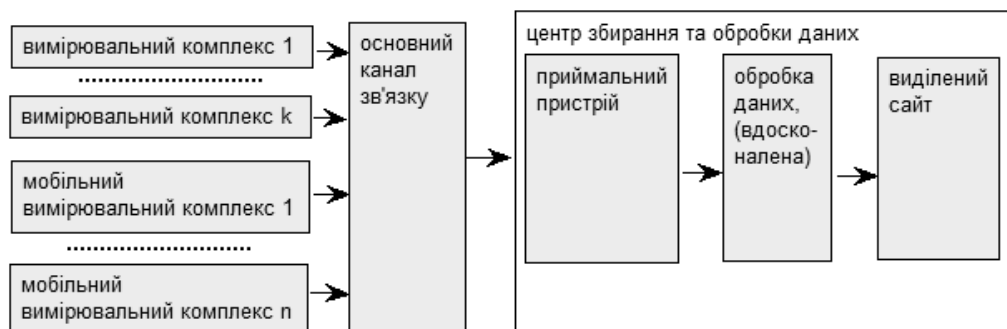 вимірювальний комплекс 1
вимірювальний комплекс k
мобільний
вимірювальний комплекс 1
мобільний
вимірювальний комплекс n
основний
канал
зв'язку
центр збирання та обробки даних
приймальний
пристрій
обробка
даних,
(вдоско-
налена)
виділений
сайт